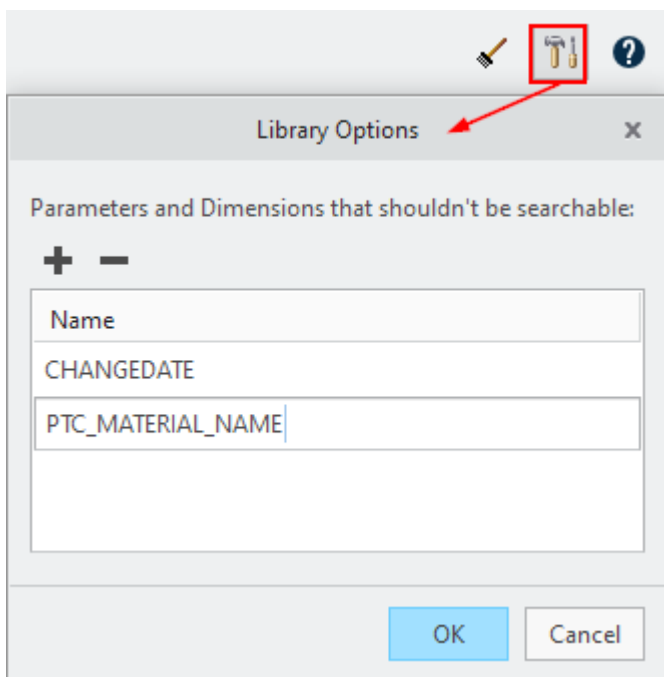 ?
Library Options
Parameters and Dimensions that shouldn't be searchable:
Name
CHANGEDATE
PTC_MATERIAL_NAME
OK Cancel